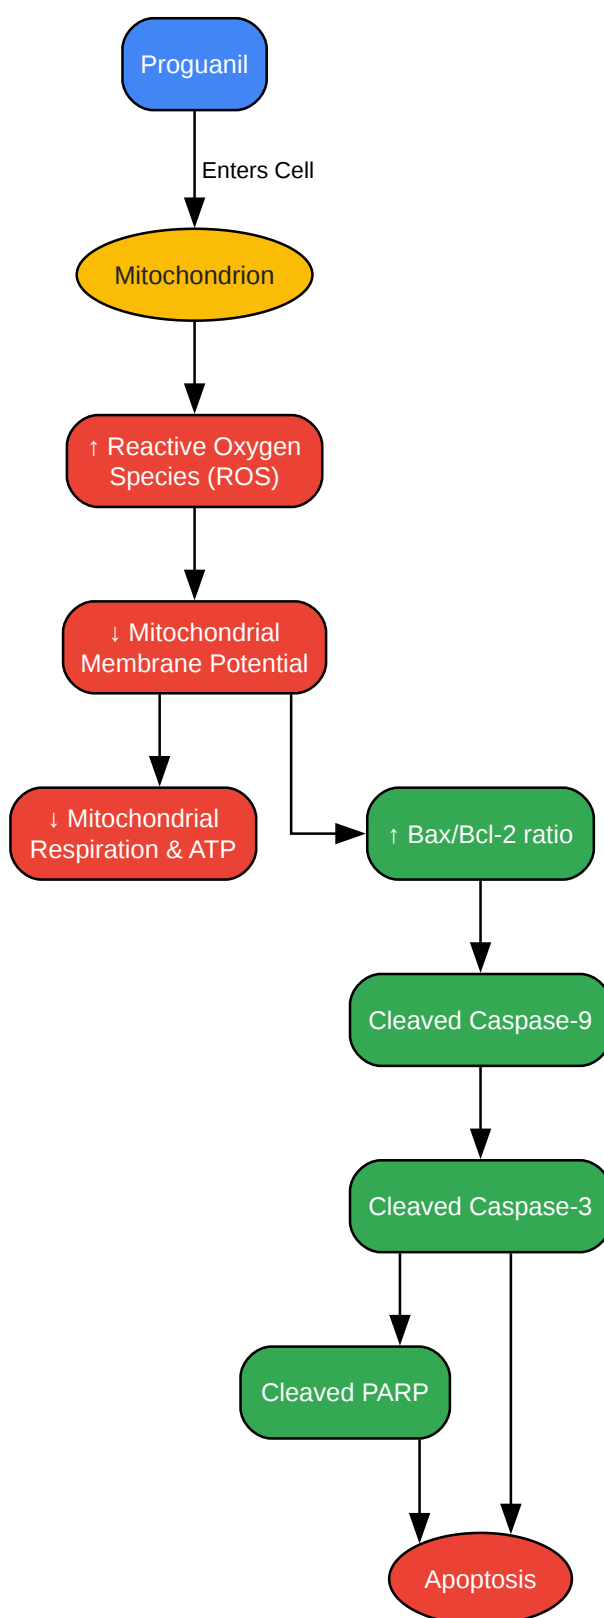 Proguanil
Enters Cell
Mitochondrion
↑ Reactive Oxygen
Species (ROS)
↓ Mitochondrial
Membrane Potential
↓ Mitochondrial
Respiration & ATP
↑ Bax/Bcl-2 ratio
Cleaved Caspase-9
Cleaved Caspase-3
Cleaved PARP
Apoptosis